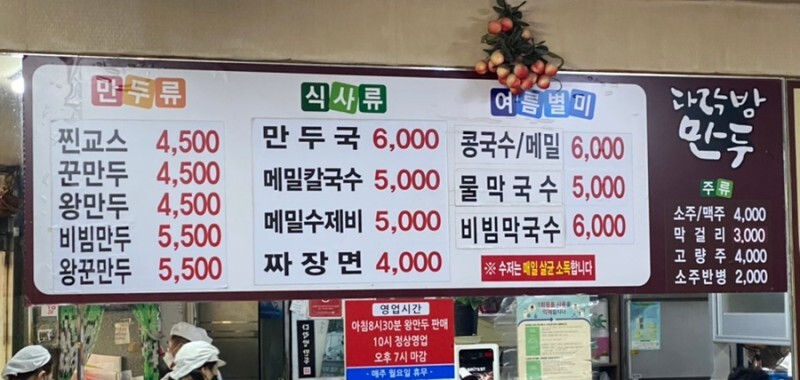 만두류
찐교스 4,500
꾼만두 4,500
왕만두 4,500
비빔만두 5,500
왕꾼만두 5,500
식사류
만두국 6,000
메밀칼국수 5,000
메밀수제비 5,000
짜장면 4,000
여름별미
콩국수/메밀 6,000
물막국수 5,000
비빔막국수 6,000
※ 수저는 매일 살균 소독합니다
다락방
만두
주류
소주/맥주 4,000
막걸리 3,000
고량주 4,000
소주반병 2,000
영업시간
아침8시30분 왕만두 판매
10시 정상영업
오후 7시 마감
- 매주 월요일 휴무 -